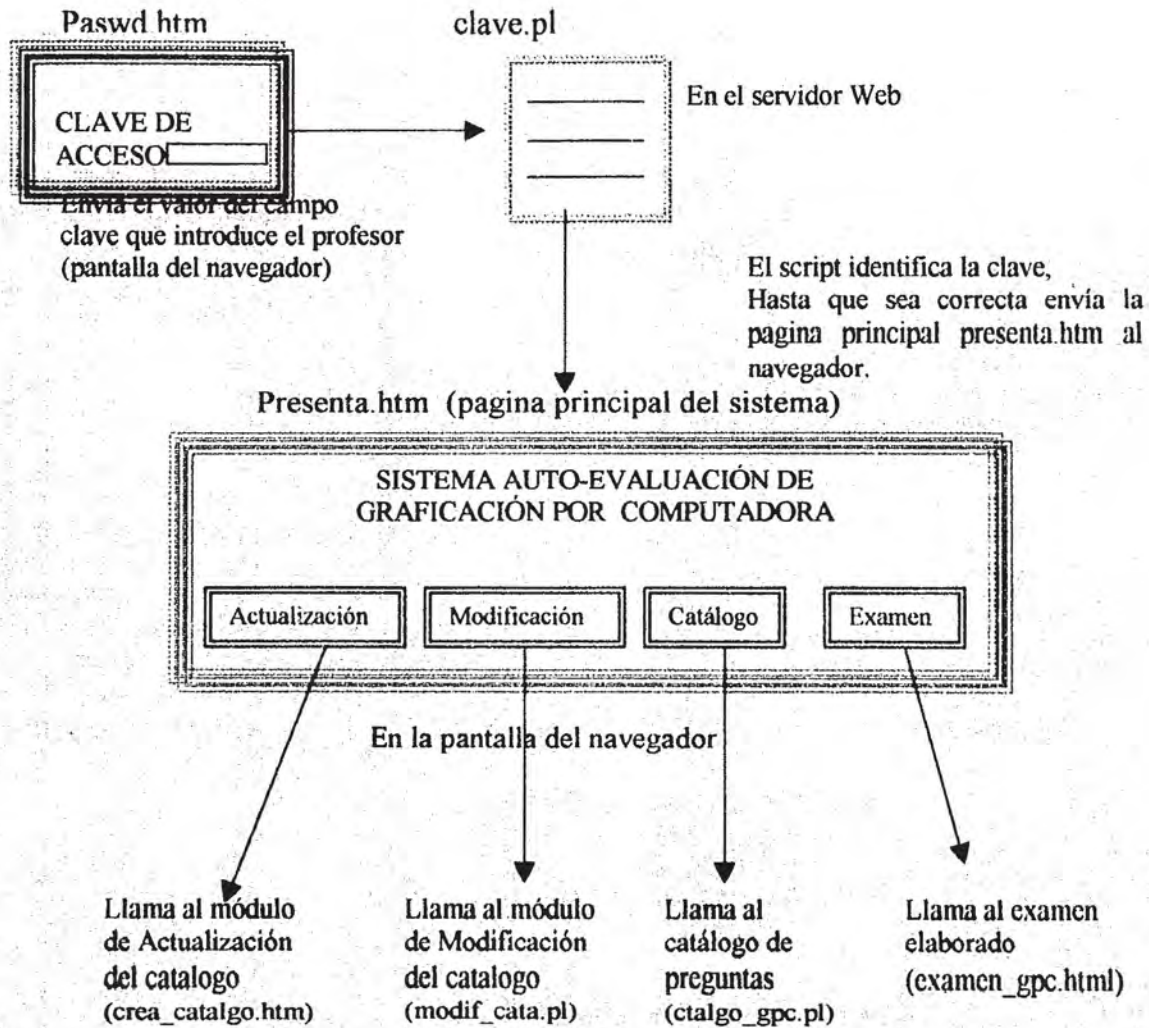 Paswd.htm
clave.pl
CLAVE DE
ACCESO
En el servidor Web
Envía el valor del campo
clave que introduce el profesor
(pantalla del navegador)
El script identifica la clave,
Hasta que sea correcta envía la
pagina principal presenta.htm al
navegador.
Presenta.htm (pagina principal del sistema)
SISTEMA AUTO-EVALUACIÓN DE
GRAFICACIÓN POR COMPUTADORA
Actualización
Modificación
Catálogo
Examen
En la pantalla del navegador
Llama al módulo
de Actualización
del catalogo
(crea_catalgo.htm)
Llama al módulo
de Modificación
del catalogo
(modif_cata.pl)
Llama al
catálogo de
preguntas
(ctalgo_gpc.pl)
Llama al examen
elaborado
(examen_gpc.html)